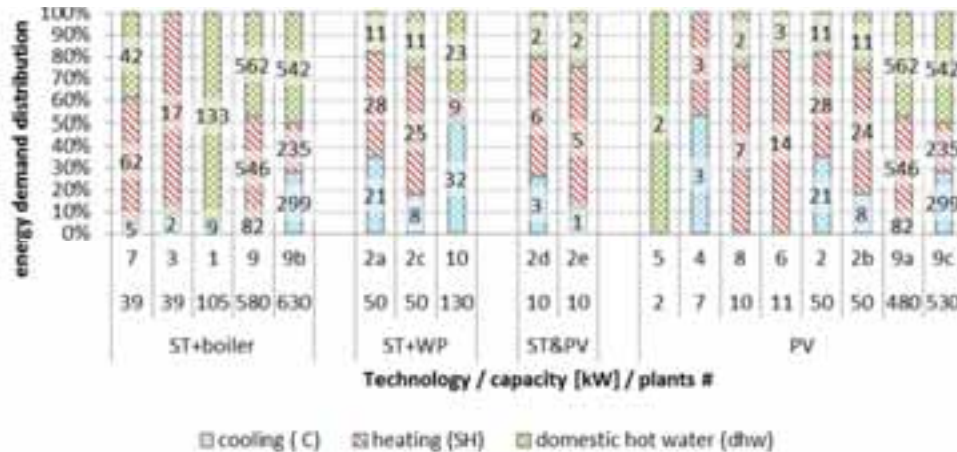 energy demand distribution
100%
90%
80%
70%
60%
50%
40%
30%
20%
10%
0%
11 11 23 2 2 2 3 11 11
42 562 542 562 542
28 9 3 28
17 133 6 2
25 5 14 24
62 546 235 7 546 235
21 32 3 21
299 3 299
5 2 9 82 8 1 8 82
7 3 1 9 9b 2a 2c 10 2d 2e 5 4 8 6 2 2b 9a 9c
39 39 105 580 630 50 50 130 10 10 2 7 10 11 50 50 480 530
ST+boiler ST+WP ST&PV PV
Technology / capacity [kW] / plants #
cooling ( C) heating (SH) domestic hot water (dhw)